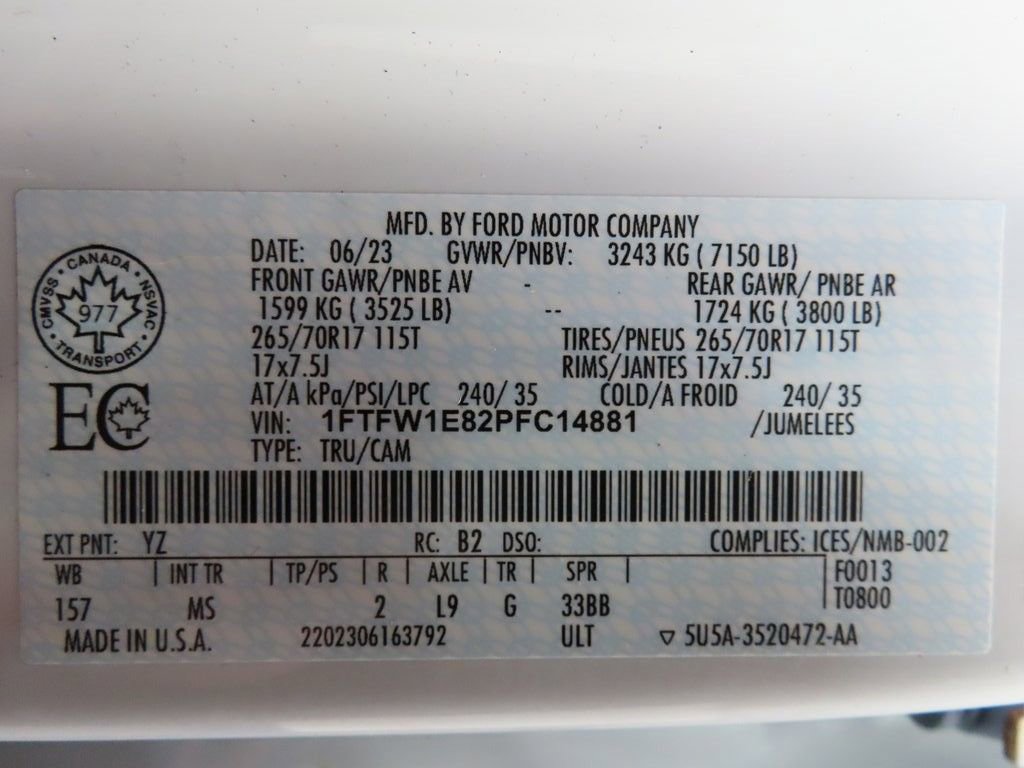 MFD. BY FORD MOTOR COMPANY
DATE: 06/23 GVWR/PNBV: 3243 KG ( 7150 LB)
FRONT GAWR/PNBE AV - REAR GAWR/ PNBE AR
1599 KG ( 3525 LB) -- 1724 KG ( 3800 LB)
265/70R17 115T TIRES/PNEUS 265/70R17 115T
17x7.5J RIMS/JANTES 17x7.5J
AT/A kPa/PSI/LPC 240/ 35 COLD/A FROID 240/ 35
VIN: 1FTFW1E82PFC14881 /JUMELEES
TYPE: TRU/CAM
CANADA
CMVSS NSVAC
977
TRANSPORT
EC
EXT PNT: YZ RC: B2 DSO: COMPLIES: ICES/NMB-002
WB | INT TR | TP/PS | R | AXLE | TR | SPR | F0013
157 MS 2 L9 G 33BB T0800
MADE IN U.S.A. 2202306163792 ULT ▽ 5U5A-3520472-AA